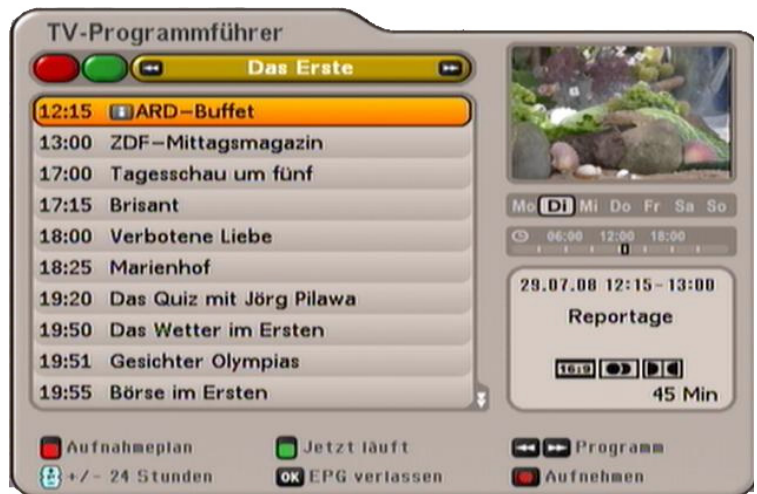 TV-Programmführer
Das Erste
12:15 ARD-Buffet
13:00 ZDF-Mittagsmagazin
17:00 Tagesschau um fünf
17:15 Brisant
18:00 Verbotene Liebe
18:25 Marienhof
19:20 Das Quiz mit Jörg Pilawa
19:50 Das Wetter im Ersten
19:51 Gesichter Olympias
19:55 Börse im Ersten
Mo Di Mi Do Fr Sa So
06:00 12:00 18:00
29.07.08 12:15-13:00
Reportage
16:9
45 Min
Aufnahmeplan Jetzt läuft Programm
+/- 24 Stunden OK EPG verlassen Aufnehmen